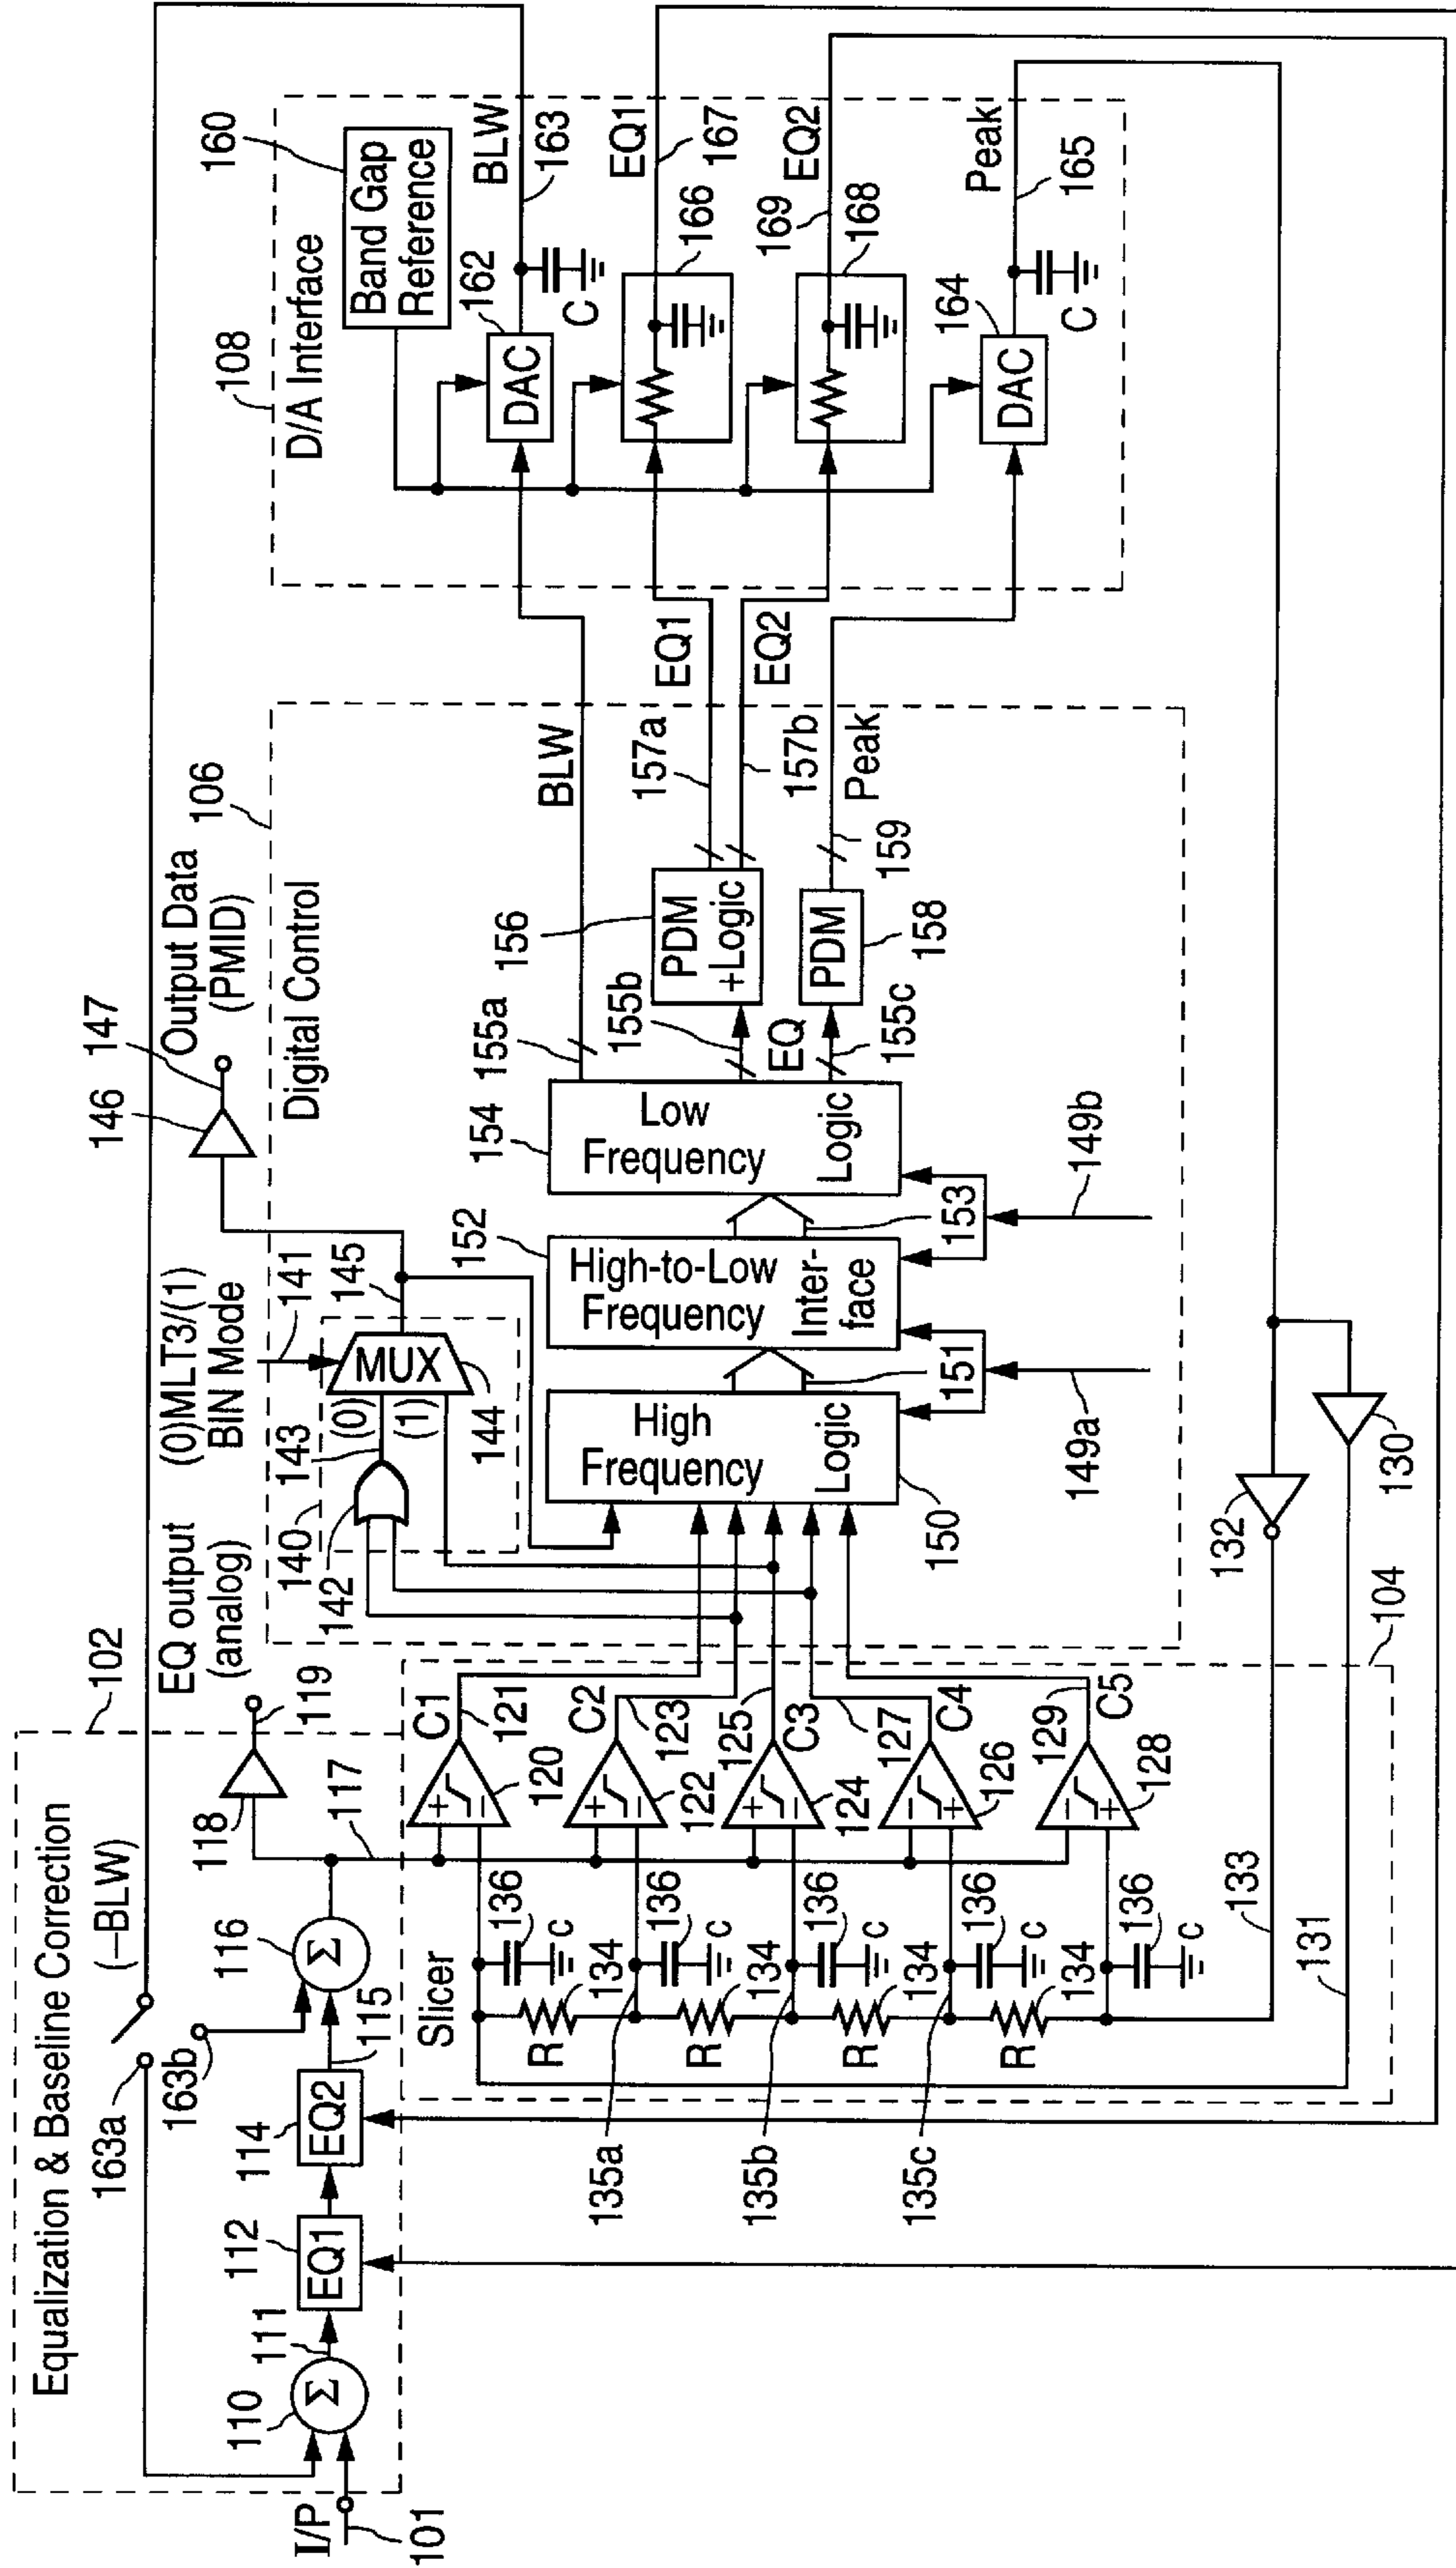 Equalization & Baseline Correction
102
(–BLW)
163a
163b
I/P
101
110
Σ
111
112
EQ1
114
EQ2
115
116
Σ
117
118
119
EQ output
(analog)
Slicer
104
R
R
R
R
134
134
134
134
136
136
136
136
136
c
c
c
c
c
135a
135b
135c
+
–
120
C1
121
+
–
122
C2
123
+
–
124
C3
125
–
+
126
C4
127
–
+
128
C5
129
130
131
132
133
Digital Control
106
140
142
143
(0)MLT3/(1)
BIN Mode
141
(0)
(1)
MUX
144
145
146
147
Output Data
(PMID)
High
Frequency
Logic
150
151
149a
152
High-to-Low
Frequency
Inter-
face
153
149b
154
Low
Frequency
Logic
155a
155b
EQ
155c
156
PDM
+Logic
PDM
158
BLW
157a
157b
159
Peak
EQ1
EQ2
108
D/A Interface
160
Band Gap
Reference
DAC
162
C
BLW
163
166
EQ1
167
168
169
EQ2
DAC
164
C
Peak
165